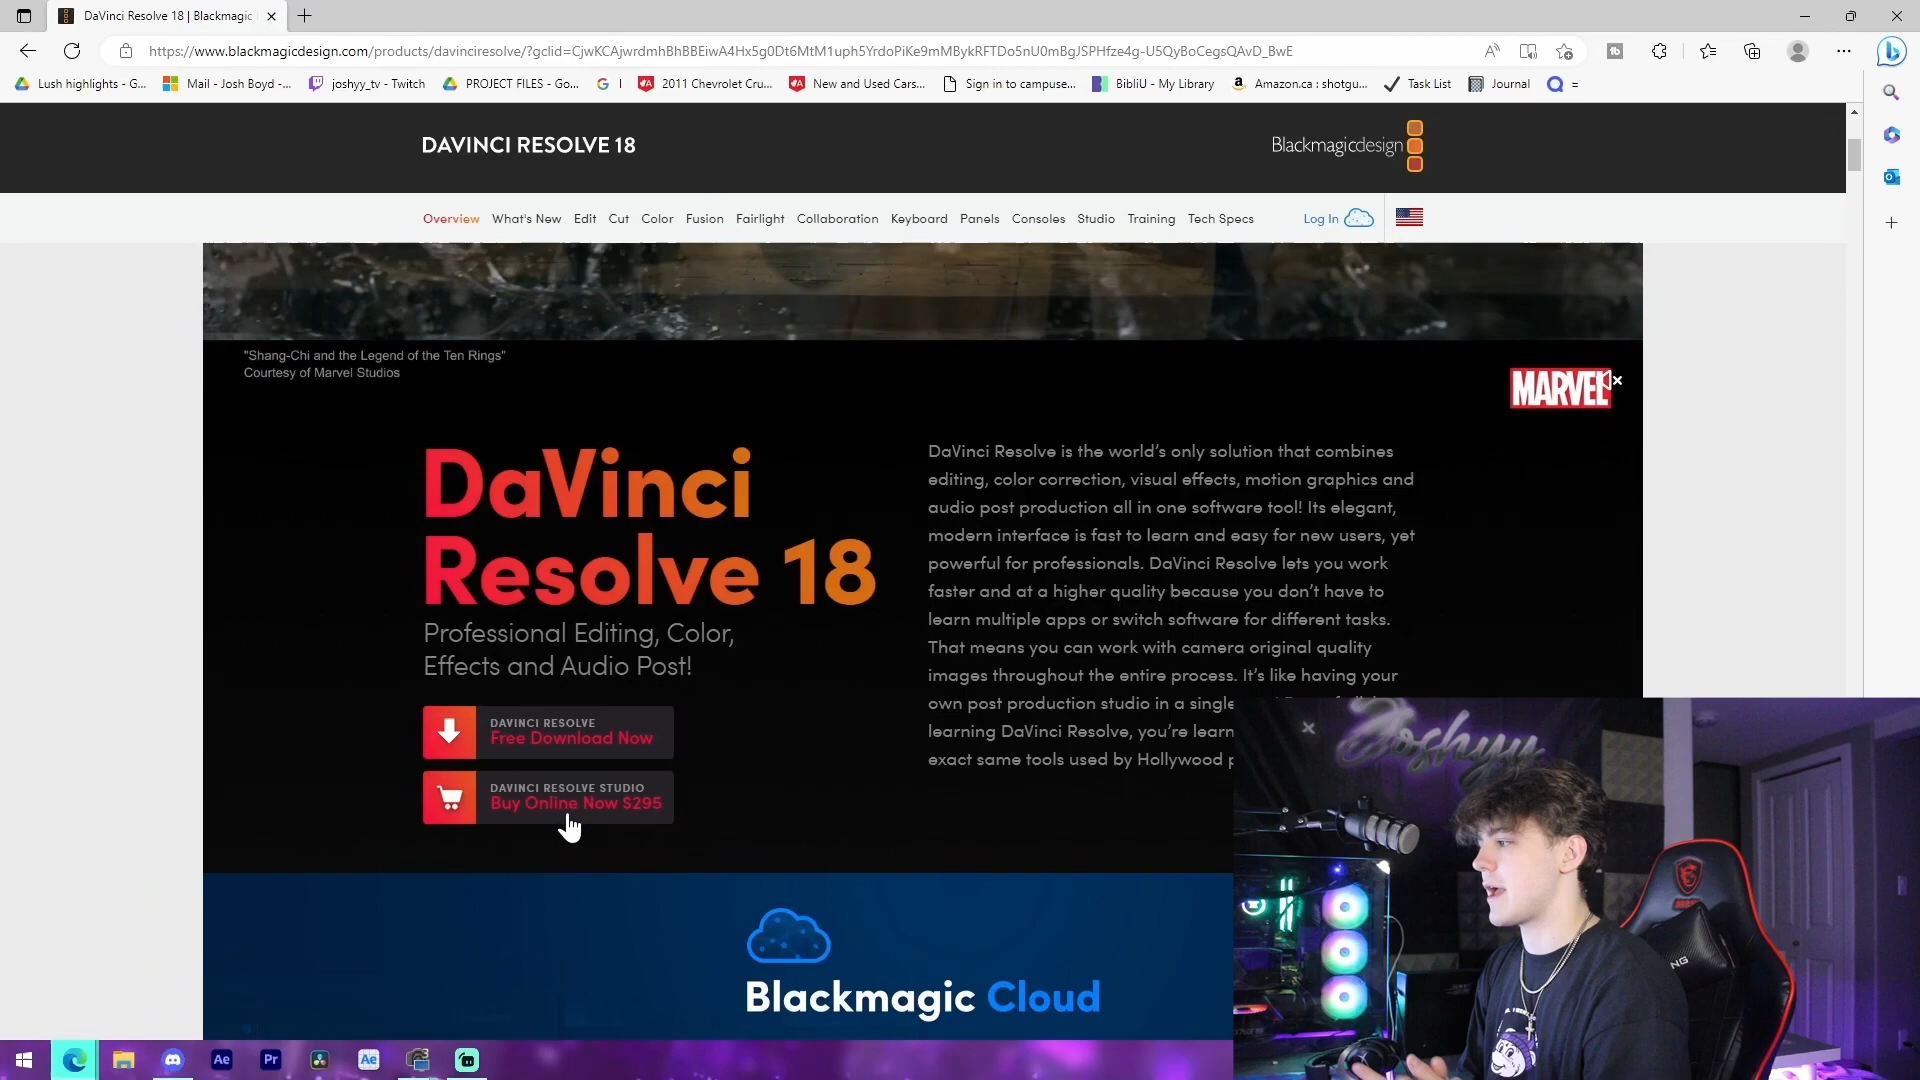 DaVinci Resolve 18 | Blackmagic
https://www.blackmagicdesign.com/products/davinciresolve/?gclid=CjwKCAjwrdmhBhBBEiwA4Hx5g0Dt6MtM1uph5YrdoPiKe9mMBykRFTDo5nU0mBgJSPHfze4g-U5QyBoCegsQAvD_BwE
Lush highlights - G...
Mail - Josh Boyd -...
joshyy_tv - Twitch
PROJECT FILES - Go...
I
2011 Chevrolet Cru...
New and Used Cars...
Sign in to campuse...
BibliU - My Library
Amazon.ca : shotgu...
Task List
Journal
=
DAVINCI RESOLVE 18
Blackmagicdesign
Overview What's New Edit Cut Color Fusion Fairlight Collaboration Keyboard Panels Consoles Studio Training Tech Specs Log In
"Shang-Chi and the Legend of the Ten Rings"
Courtesy of Marvel Studios
MARVEL
DaVinci
Resolve 18
Professional Editing, Color,
Effects and Audio Post!
DAVINCI RESOLVE
Free Download Now
DAVINCI RESOLVE STUDIO
Buy Online Now $295
DaVinci Resolve is the world's only solution that combines
editing, color correction, visual effects, motion graphics and
audio post production all in one software tool! Its elegant,
modern interface is fast to learn and easy for new users, yet
powerful for professionals. DaVinci Resolve lets you work
faster and at a higher quality because you don't have to
learn multiple apps or switch software for different tasks.
That means you can work with camera original quality
images throughout the entire process. It's like having your
own post production studio in a single
learning DaVinci Resolve, you're learn
exact same tools used by Hollywood p
Blackmagic Cloud
Joshyy
NG
Ae
Pr
Ae